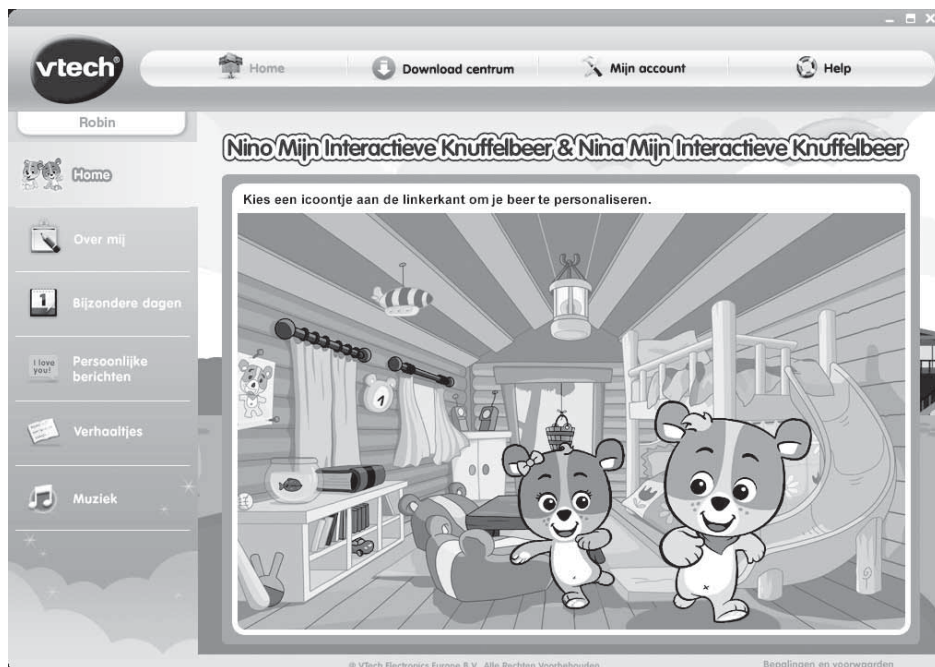 vtech®
Home
Download centrum
Mijn account
Help
Robin
Nino Mijn Interactieve Knuffelbeer & Nina Mijn Interactieve Knuffelbeer
Home
Kies een icoontje aan de linkerkant om je beer te personaliseren.
Over mij
1
Bijzondere dagen
I love
you!
Persoonlijke
berichten
Verhaaltjes
Muziek
© VTech Electronics Europe B.V. Alle Rechten Voorbehouden
Bepalingen en voorwaarden